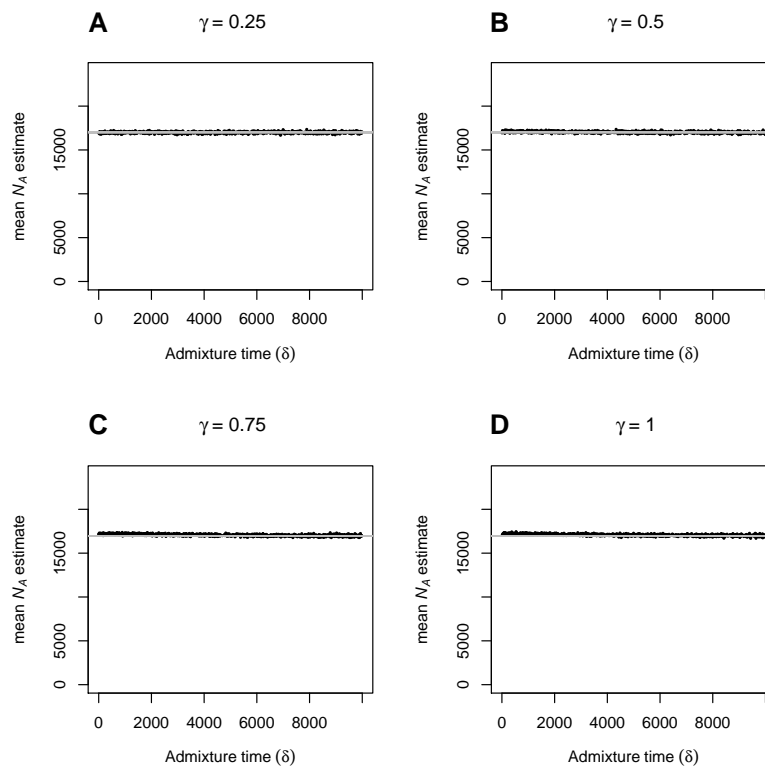 A
γ = 0.25
mean N_A estimate
0 5000 15000
0 2000 4000 6000 8000
Admixture time (δ)
B
γ = 0.5
mean N_A estimate
0 5000 15000
0 2000 4000 6000 8000
Admixture time (δ)
C
γ = 0.75
mean N_A estimate
0 5000 15000
0 2000 4000 6000 8000
Admixture time (δ)
D
γ = 1
mean N_A estimate
0 5000 15000
0 2000 4000 6000 8000
Admixture time (δ)